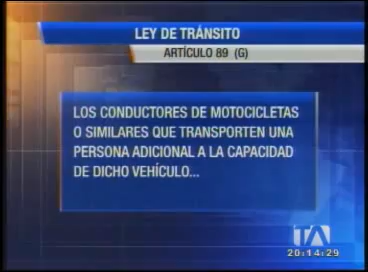 LEY DE TRÁNSITO
ARTÍCULO 89 (G)
LOS CONDUCTORES DE MOTOCICLETAS
O SIMILARES QUE TRANSPORTEN UNA
PERSONA ADICIONAL A LA CAPACIDAD
DE DICHO VEHÍCULO...
TA
20:14:29